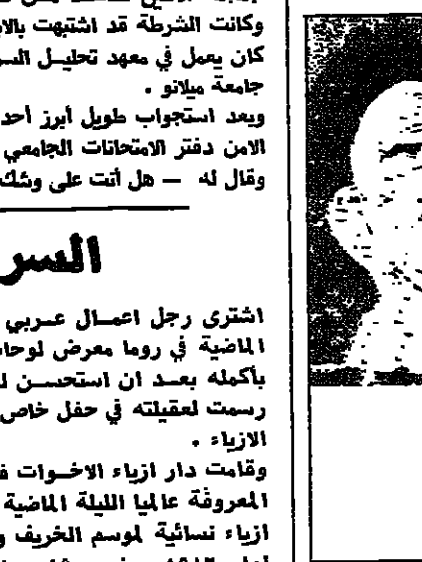 وكانت الشرطة قد اشتبهت بالا
كان يعمل في معهد تحليل السر
جامعة ميلانو .
وبعد استجواب طويل أبرز أحد
الامن دفتر الامتحانات الجامعي
وقال له — هل أنت على وشك
السر
اشترى رجل اعمال عربي
الماضية في روما معرض لوحات
بأكمله بعد ان استحسن
رسمت لعقيلته في حفل خاص
الازياء .
وقامت دار ازياء الاخوات
المعروفة عالميا الليلة الماضية
ازياء نسائية لموسم الخريف و